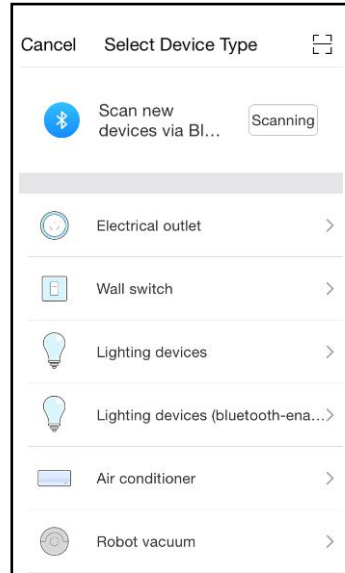 Cancel Select Device Type
Scan new
devices via Bl...
Scanning
Electrical outlet
Wall switch
Lighting devices
Lighting devices (bluetooth-ena...
Air conditioner
Robot vacuum